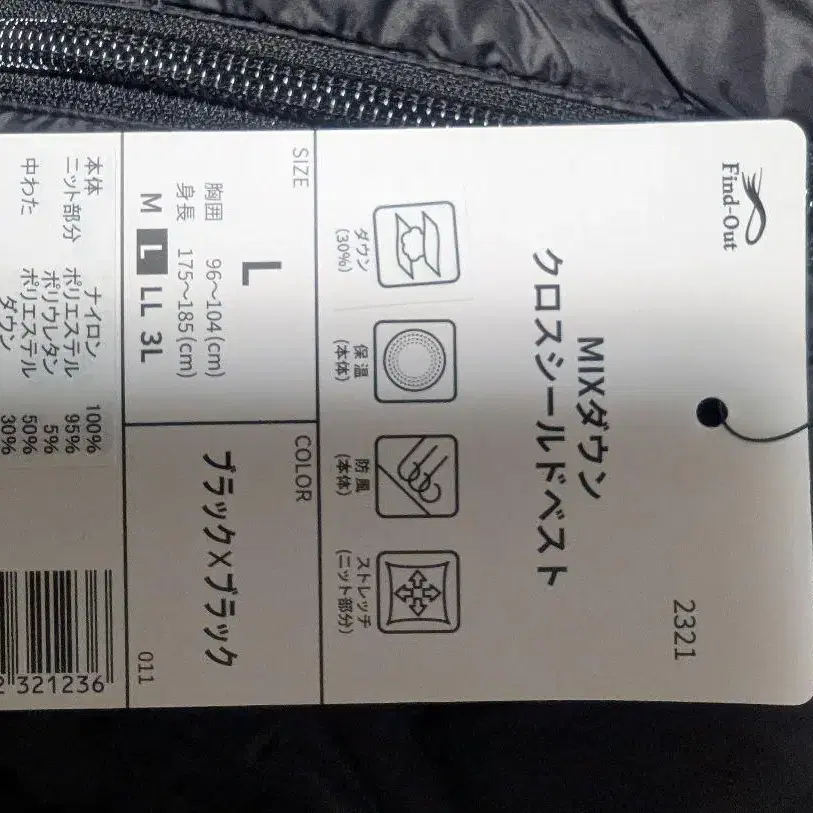 Find-Out
2321
MIXダウン
クロスシールドベスト
ダウン
(30%)
保温
(本体)
防風
(本体)
ストレッチ
(ニット部分)
SIZE
L
胸囲 96～104(cm)
身長 175～185(cm)
M L LL 3L
COLOR
ブラック×ブラック
011
本体 ナイロン 100%
ニット部分 ポリエステル 95%
ポリウレタン 5%
中わた ポリエステル 50%
ダウン 30%
321236